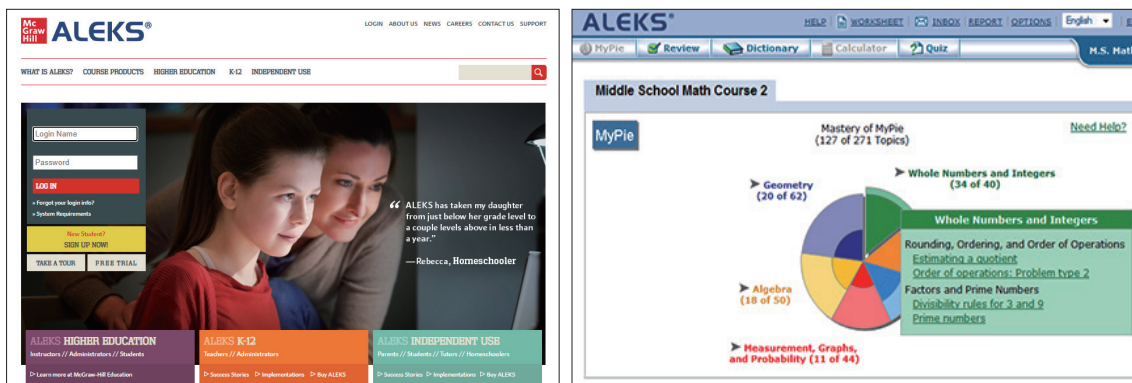 Mc
Graw
Hill
ALEKS®
LOGIN ABOUT US NEWS CAREERS CONTACT US SUPPORT
WHAT IS ALEKS? COURSE PRODUCTS HIGHER EDUCATION K-12 INDEPENDENT USE
Login Name
Password
LOG IN
» Forgot your login info?
» System Requirements
New Student?
SIGN UP NOW!
TAKE A TOUR FREE TRIAL
“ ALEKS has taken my daughter
from just below her grade level to
a couple levels above in less than
a year.”
—Rebecca, Homeschooler
ALEKS HIGHER EDUCATION
Instructors // Administrators // Students
Learn more at McGraw-Hill Education
ALEKS K-12
Teachers // Administrators
Success Stories Implementations Buy ALEKS
ALEKS INDEPENDENT USE
Parents // Students // Tutors // Homeschoolers
Success Stories Implementations Buy ALEKS
ALEKS®
HELP WORKSHEET INBOX REPORT OPTIONS English
MyPie Review Dictionary Calculator Quiz
M.S. Mat
Middle School Math Course 2
MyPie
Mastery of MyPie
(127 of 271 Topics)
Need Help?
Whole Numbers and Integers
(34 of 40)
Geometry
(20 of 62)
Whole Numbers and Integers
Rounding, Ordering, and Order of Operations
Estimating a quotient
Order of operations: Problem type 2
Factors and Prime Numbers
Divisibility rules for 3 and 9
Prime numbers
Algebra
(18 of 50)
Measurement, Graphs,
and Probability (11 of 44)